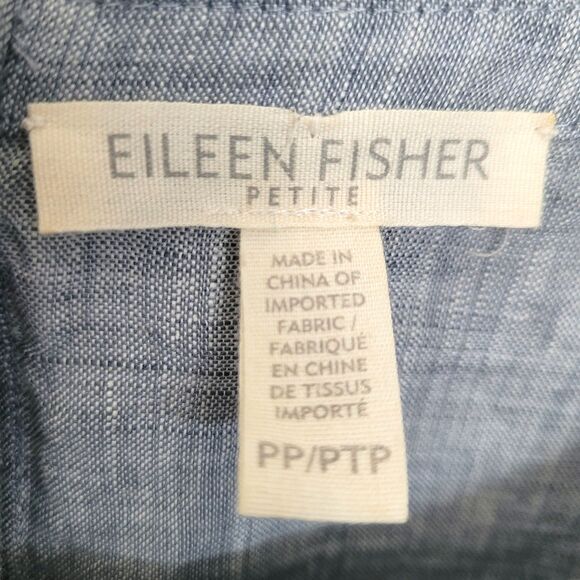 EILEEN FISHER
PETITE
MADE IN
CHINA OF
IMPORTED
FABRIC /
FABRIQUÉ
EN CHINE
DE TISSUS
IMPORTÉ
PP/PTP